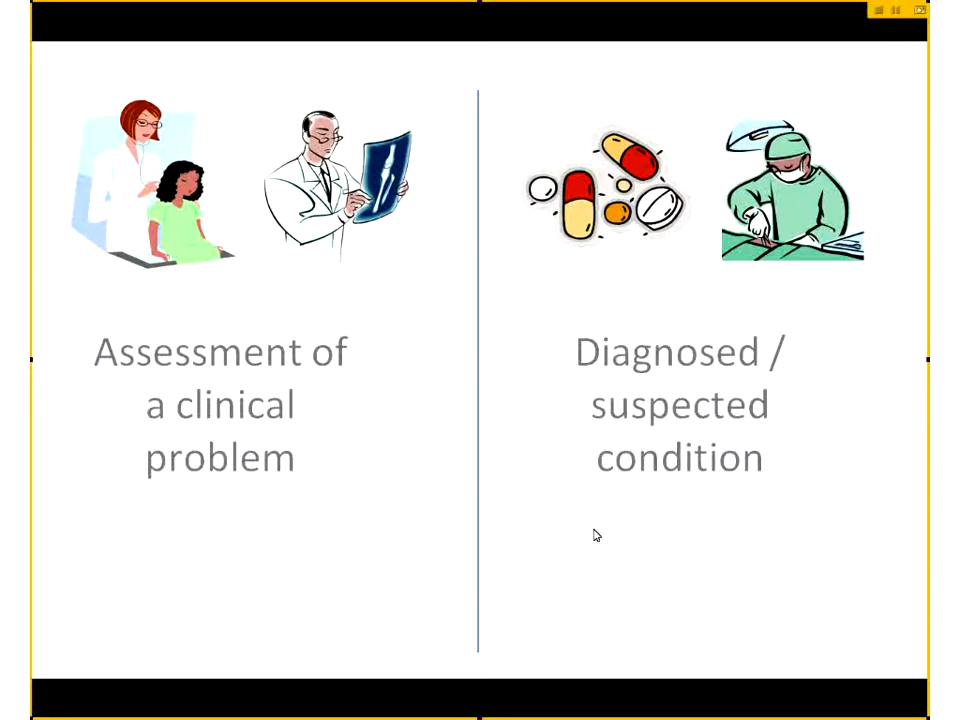 Assessment of
a clinical
problem
Diagnosed /
suspected
condition